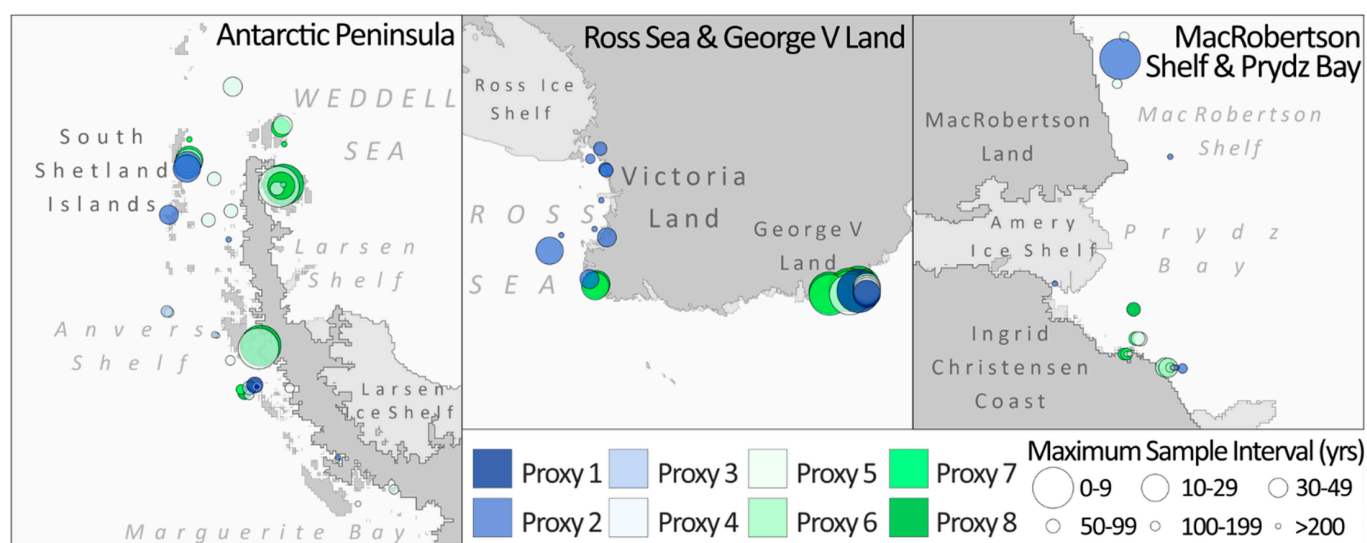 Antarctic Peninsula
WEDDELL
SEA
South
Shetland
Islands
Larsen
Shelf
Anvers
Shelf
Larsen
Ice Shelf
Marguerite Bay
Ross Sea & George V Land
Ross Ice
Shelf
Victoria
Land
ROSS
SEA
George V
Land
MacRobertson
Shelf & Prydz Bay
MacRobertson
Land
MacRobertson
Shelf
Amery
Ice Shelf
Prydz
Bay
Ingrid
Christensen
Coast
Proxy 1 Proxy 3 Proxy 5 Proxy 7
Proxy 2 Proxy 4 Proxy 6 Proxy 8
Maximum Sample Interval (yrs)
0-9 10-29 30-49
50-99 100-199 >200